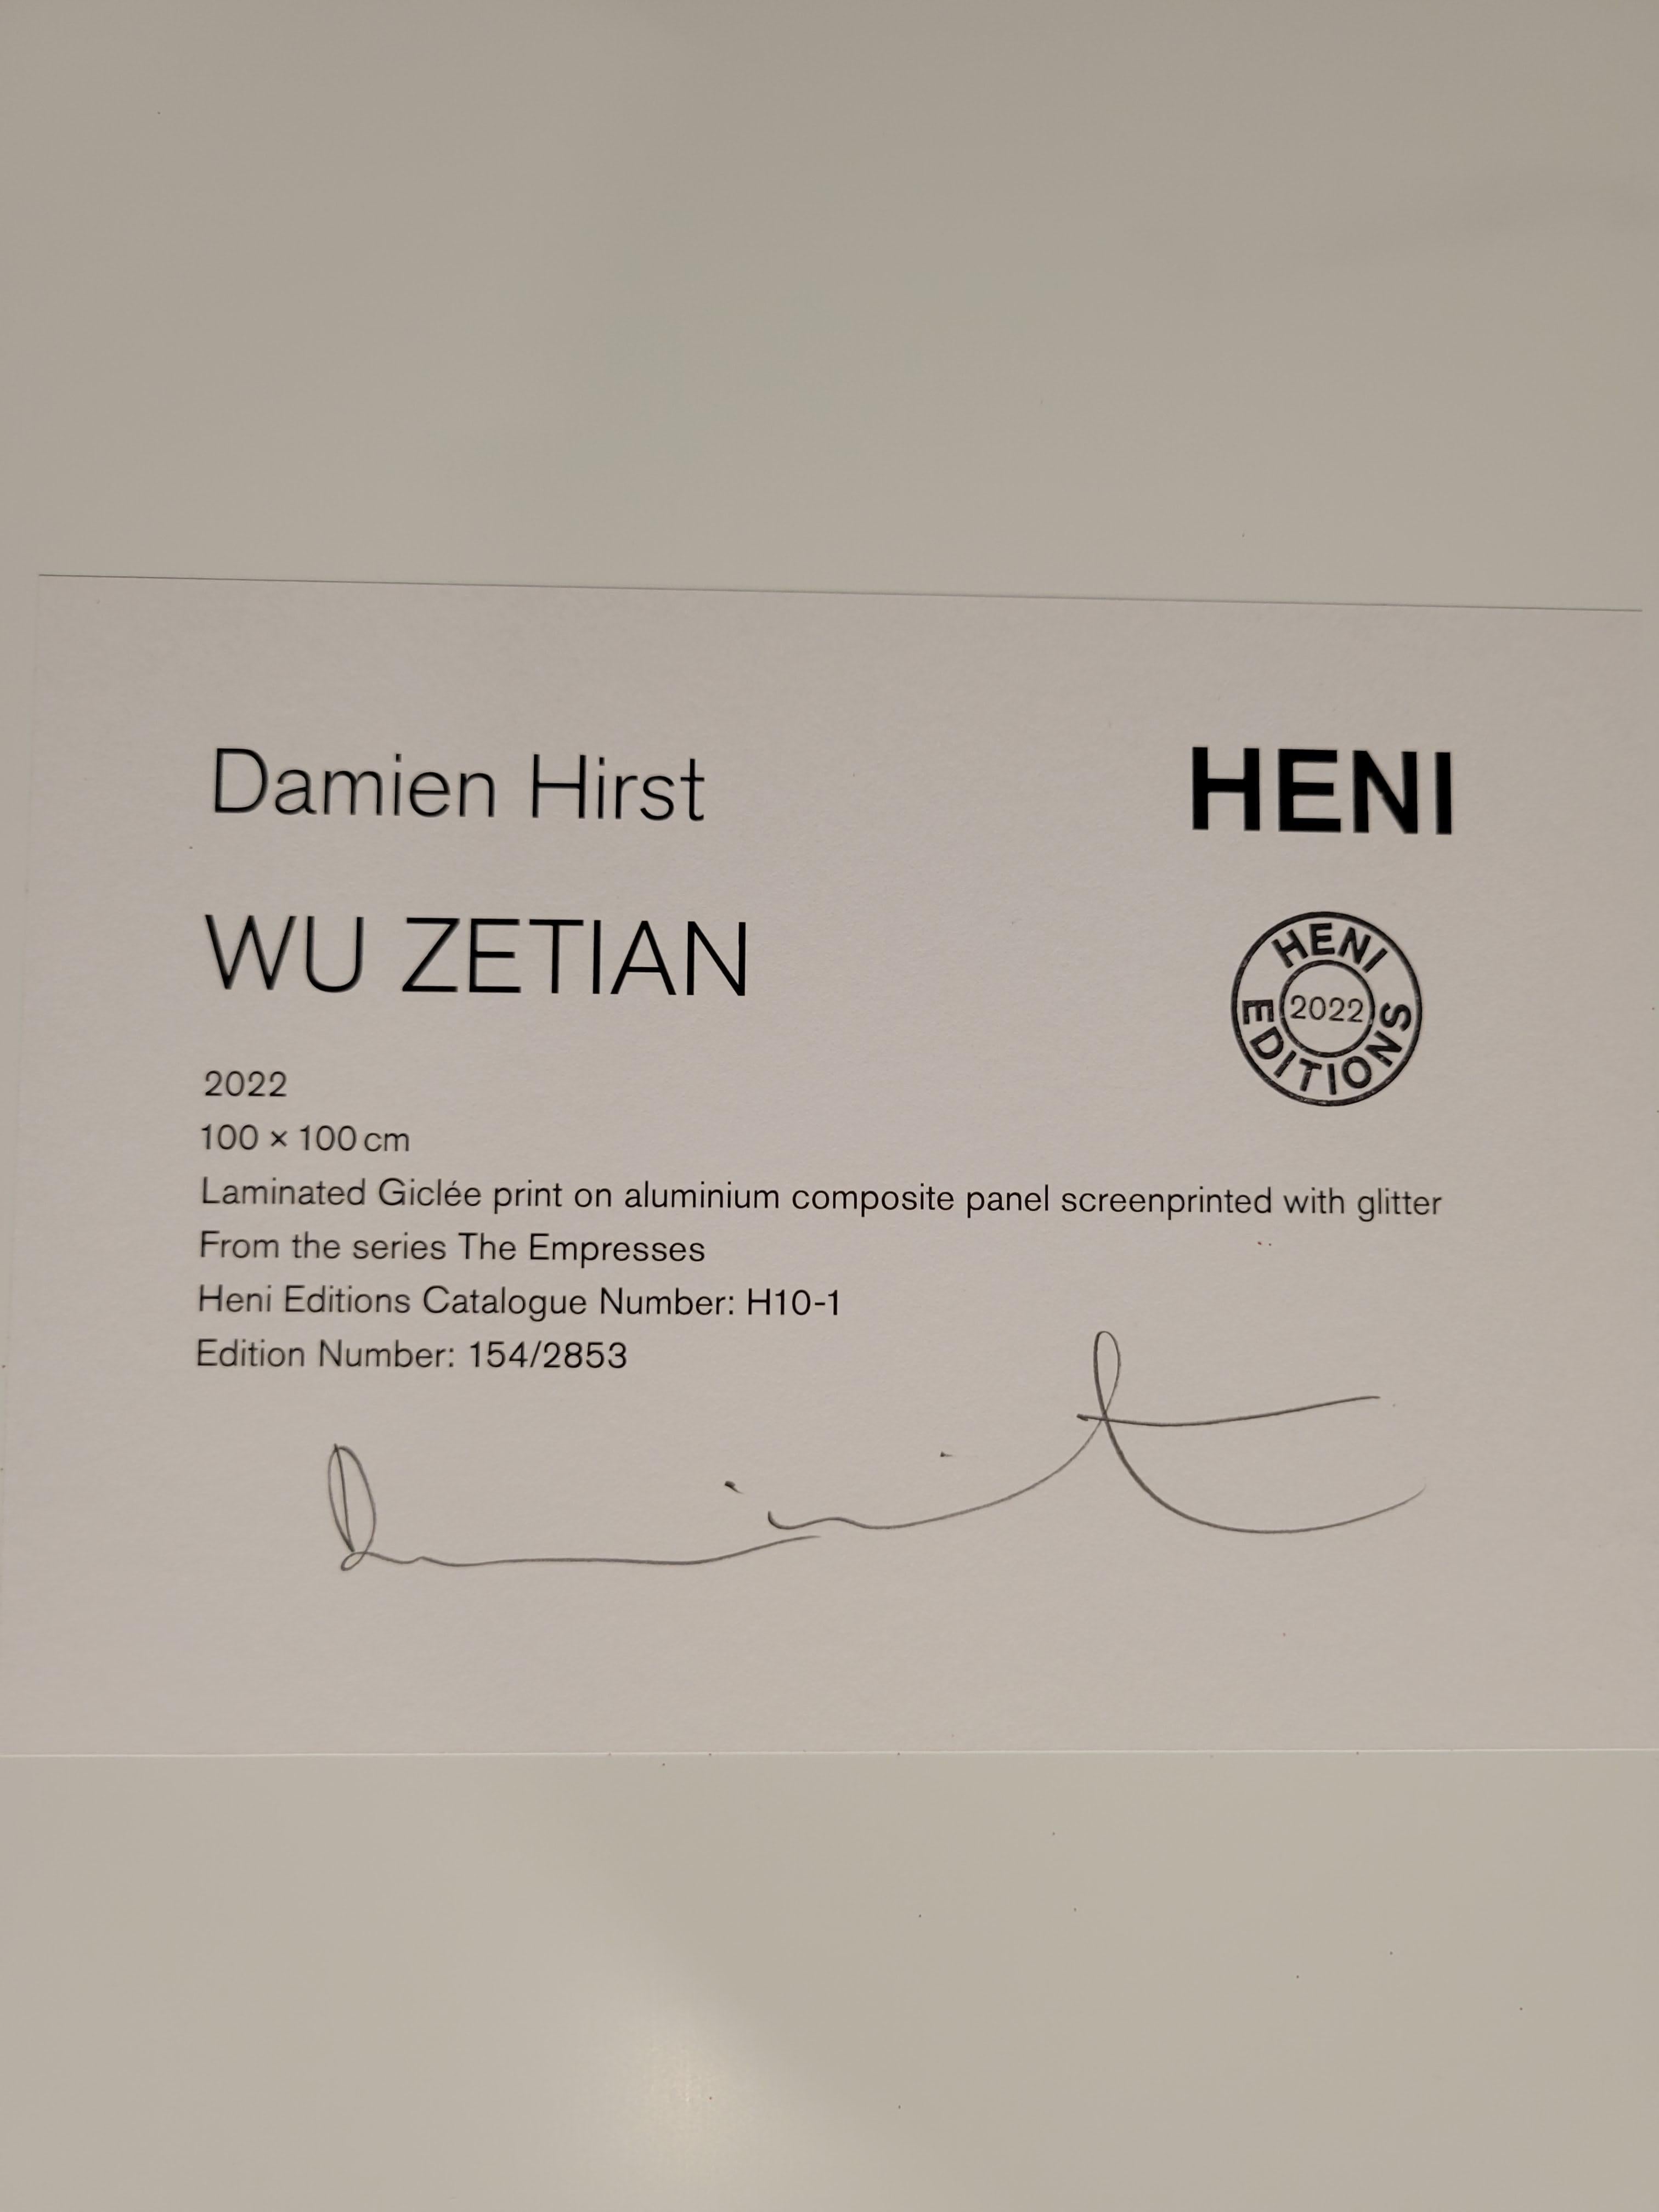 Damien Hirst
HENI
WU ZETIAN
HENI EDITIONS
2022
2022
100 × 100 cm
Laminated Giclée print on aluminium composite panel screenprinted with glitter
From the series The Empresses
Heni Editions Catalogue Number: H10-1
Edition Number: 154/2853